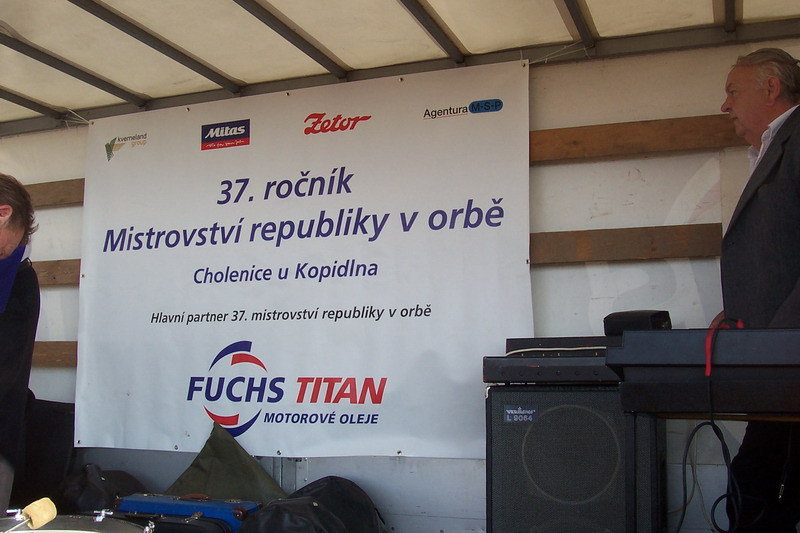 kverneland
group
Mitas
Zetor
Agentura M-S-P
37. ročník
Mistrovství republiky v orbě
Cholenice u Kopidlna
Hlavní partner 37. mistrovství republiky v orbě
FUCHS TITAN
MOTOROVÉ OLEJE
L 9064